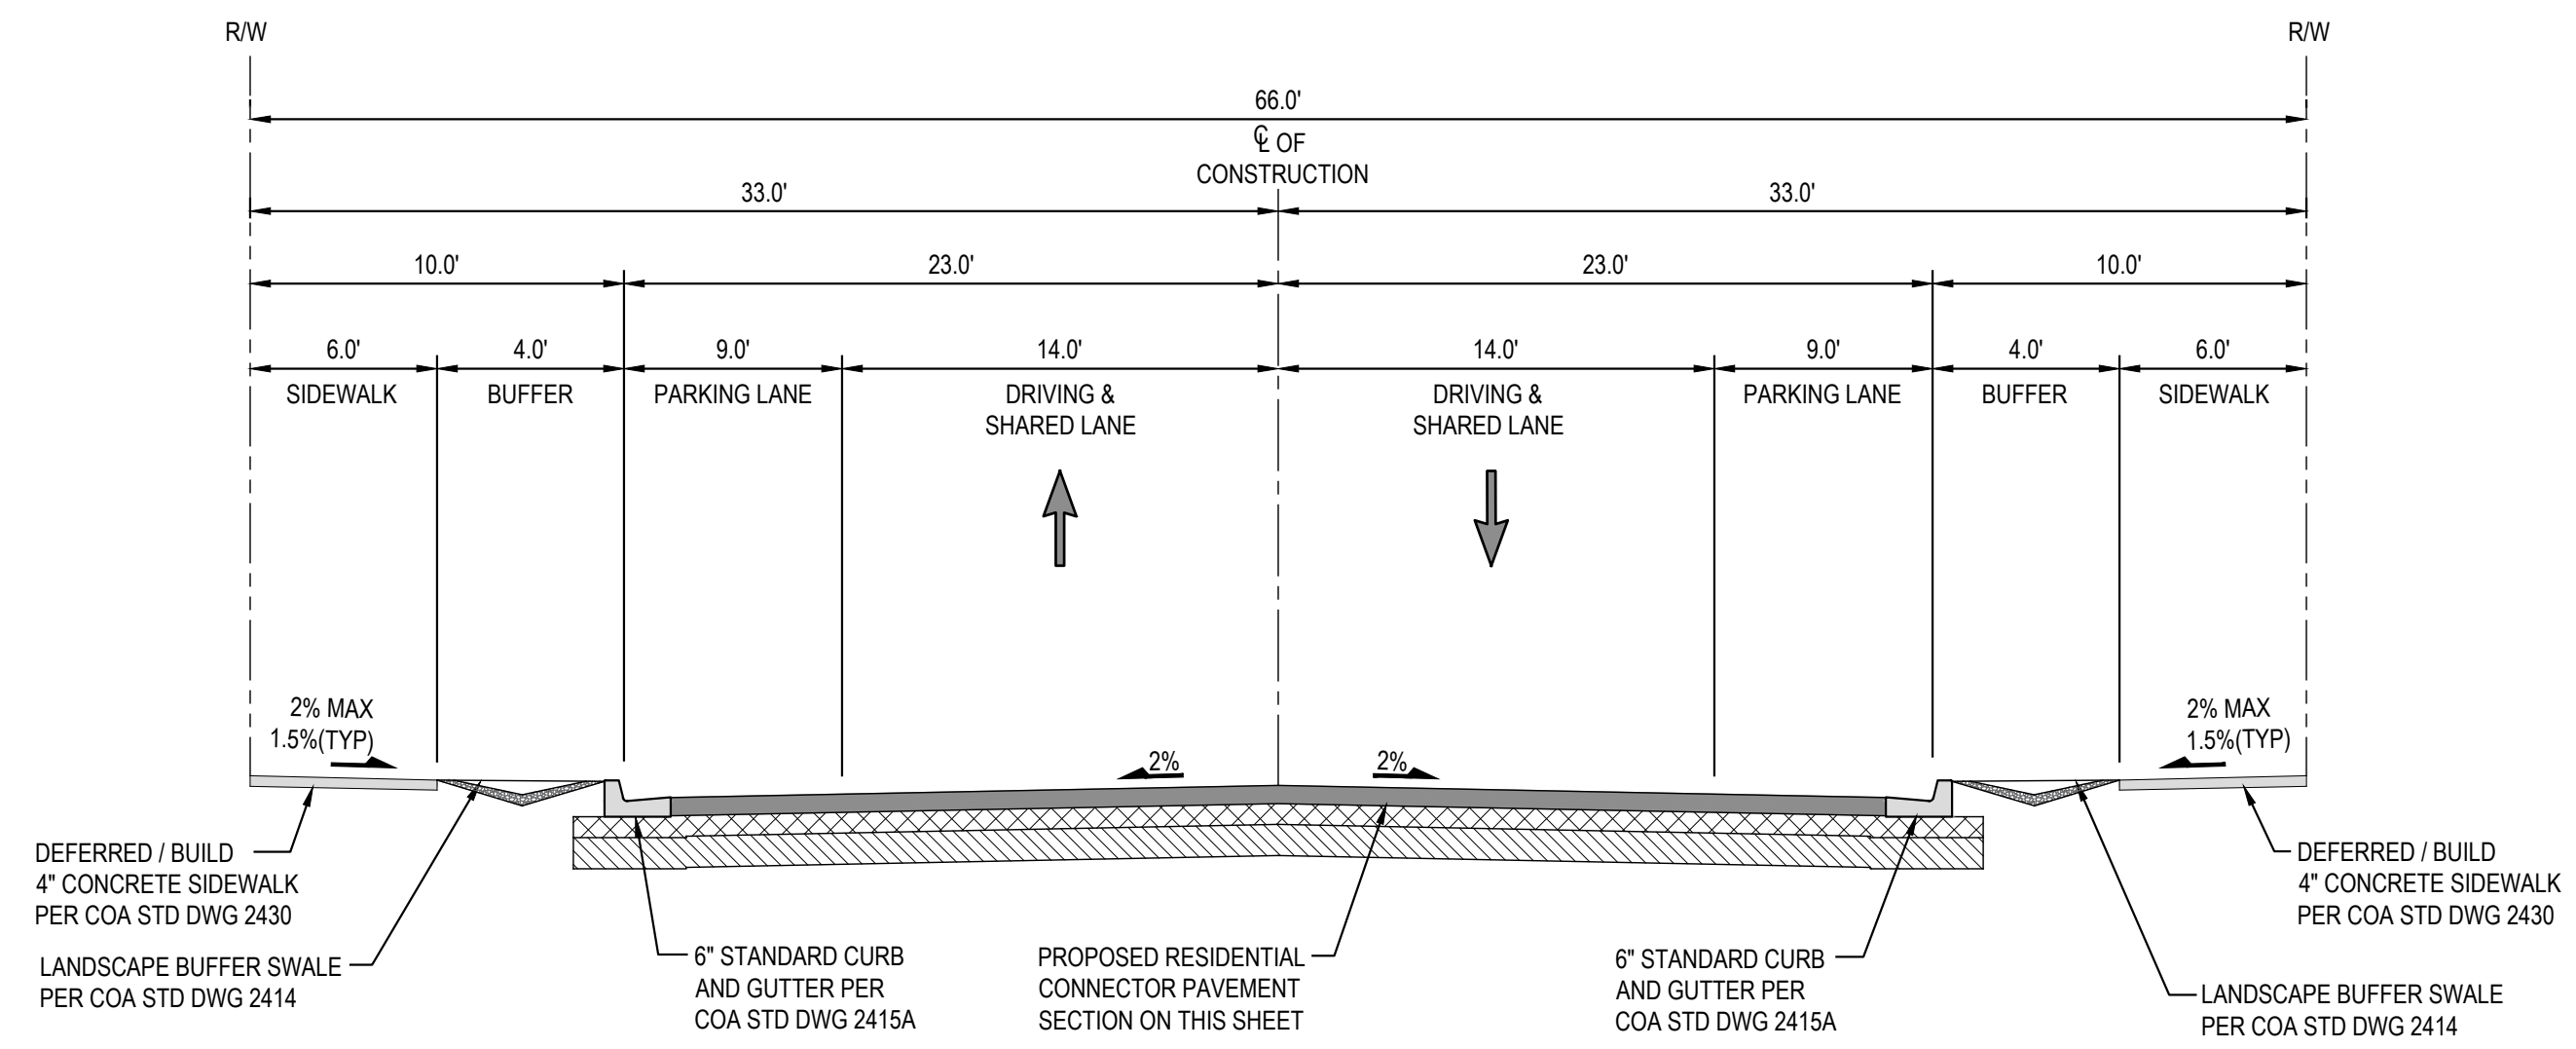 R/W
R/W
66.0'
℄ OF
CONSTRUCTION
33.0'
33.0'
10.0'
23.0'
23.0'
10.0'
6.0'
4.0'
9.0'
14.0'
14.0'
9.0'
4.0'
6.0'
SIDEWALK
BUFFER
PARKING LANE
DRIVING &
SHARED LANE
DRIVING &
SHARED LANE
PARKING LANE
BUFFER
SIDEWALK
2% MAX
1.5%(TYP)
2%
2%
2% MAX
1.5%(TYP)
DEFERRED / BUILD
4" CONCRETE SIDEWALK
PER COA STD DWG 2430
LANDSCAPE BUFFER SWALE
PER COA STD DWG 2414
6" STANDARD CURB
AND GUTTER PER
COA STD DWG 2415A
PROPOSED RESIDENTIAL
CONNECTOR PAVEMENT
SECTION ON THIS SHEET
6" STANDARD CURB
AND GUTTER PER
COA STD DWG 2415A
DEFERRED / BUILD
4" CONCRETE SIDEWALK
PER COA STD DWG 2430
LANDSCAPE BUFFER SWALE
PER COA STD DWG 2414